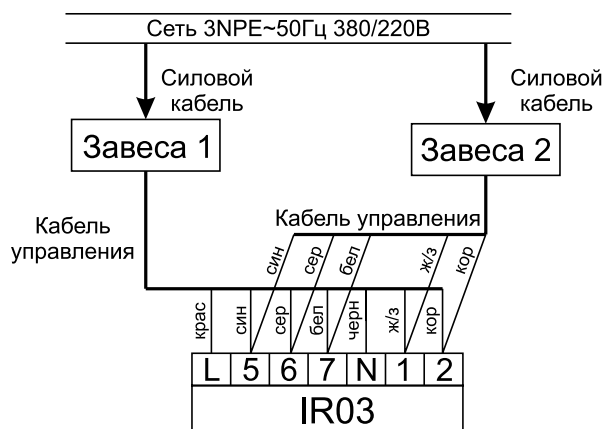 Сеть 3NPE~50Гц 380/220В
Силовой
кабель
Силовой
кабель
Завеса 1
Завеса 2
Кабель
управления
Кабель управления
син
сер
бел
ж/з
кор
крас
син
сер
бел
черн
ж/з
кор
L 5 6 7 N 1 2
IR03